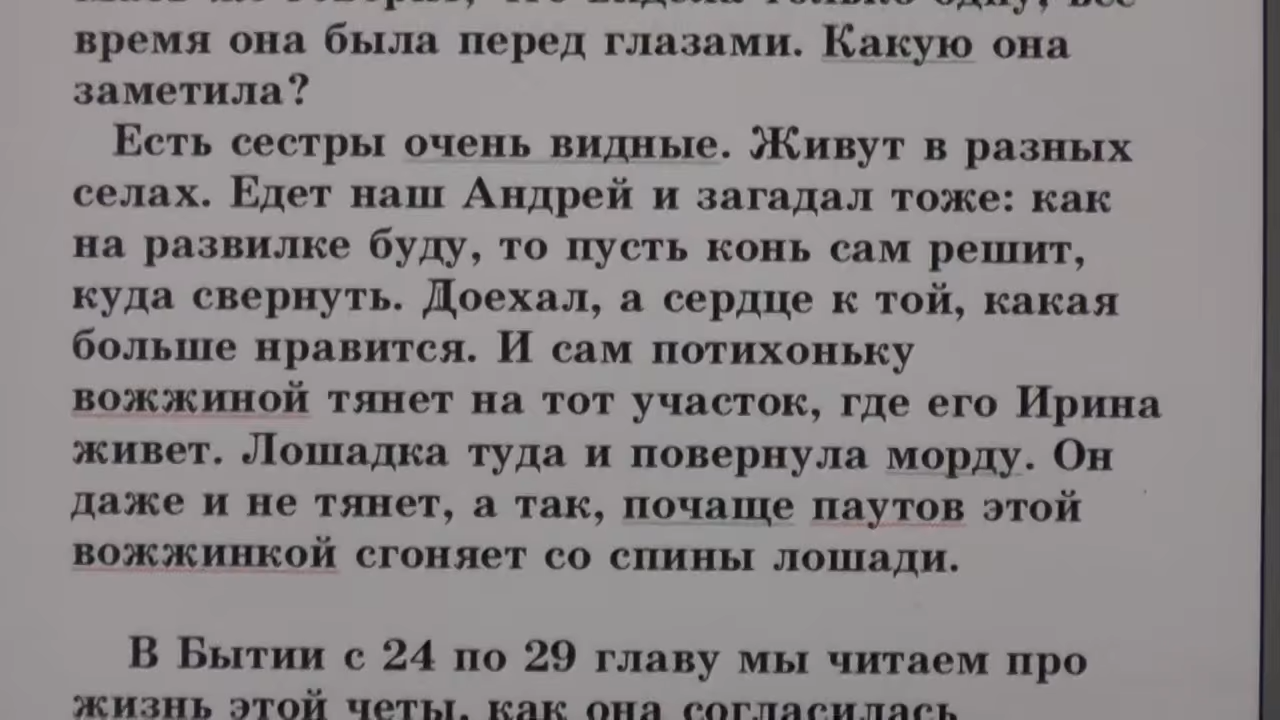 время она была перед глазами. Какую она
заметила?
Есть сестры очень видные. Живут в разных
селах. Едет наш Андрей и загадал тоже: как
на развилке буду, то пусть конь сам решит,
куда свернуть. Доехал, а сердце к той, какая
больше нравится. И сам потихоньку
вожжиной тянет на тот участок, где его Ирина
живет. Лошадка туда и повернула морду. Он
даже и не тянет, а так, почаще паутов этой
вожжинкой сгоняет со спины лошади.
В Бытии с 24 по 29 главу мы читаем про
жизнь этой четы, как она согласилась